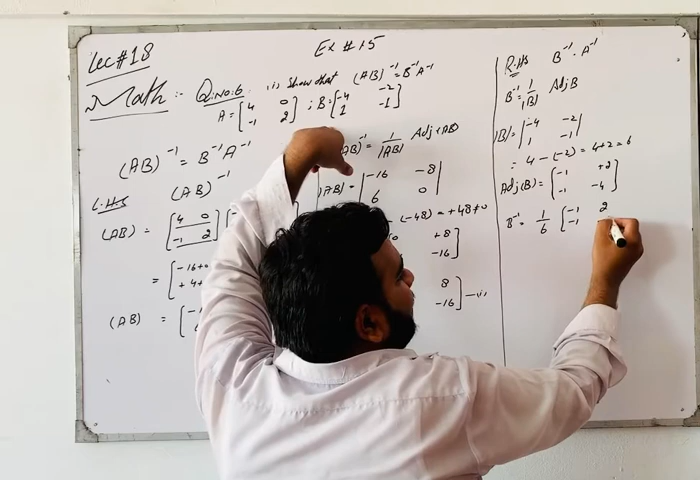 Lec#18
Ex # 1.5
Math :- Q:No:6. (i) Show that (AB)⁻¹ = B⁻¹A⁻¹
A = [4 0
-1 2] ; B = [-4 -2
1 -1]
(AB)⁻¹ = B⁻¹A⁻¹
L.H.S
(AB)⁻¹
(AB) = [4 0
-1 2]
= [-16+0
+4+
(AB) =
AB)⁻¹ = 1/|AB| Adj(AB)
|AB| = |-16 -8
6 0|
(-48) = +48≠0
+8
-16]
8
-16] —(i)
R.H.S B⁻¹ . A⁻¹
B⁻¹ = 1/|B| Adj B
|B| = |-4 -2
1 -1|
= 4 - (-2) = 4+2 = 6
Adj(B) = [-1 +2
-1 -4]
B⁻¹ = 1/6 [-1 2
-1